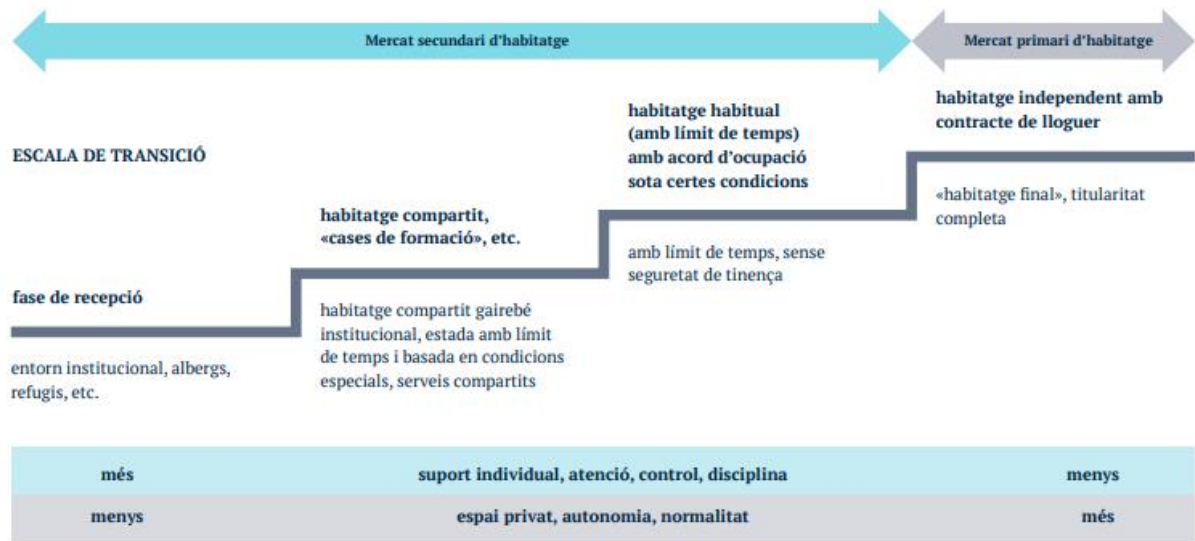 Mercat secundari d'habitatge
Mercat primari d'habitatge
ESCALA DE TRANSICIÓ
fase de recepció
entorn institucional, albergs,
refugis, etc.
habitatge compartit,
«cases de formació», etc.
habitatge compartit gairebé
institucional, estada amb límit
de temps i basada en condicions
especials, serveis compartits
habitatge habitual
(amb límit de temps)
amb acord d'ocupació
sota certes condicions
amb límit de temps, sense
seguretat de tinença
habitatge independent amb
contracte de lloguer
«habitatge final», titularitat
completa
més suport individual, atenció, control, disciplina menys
menys espai privat, autonomia, normalitat més